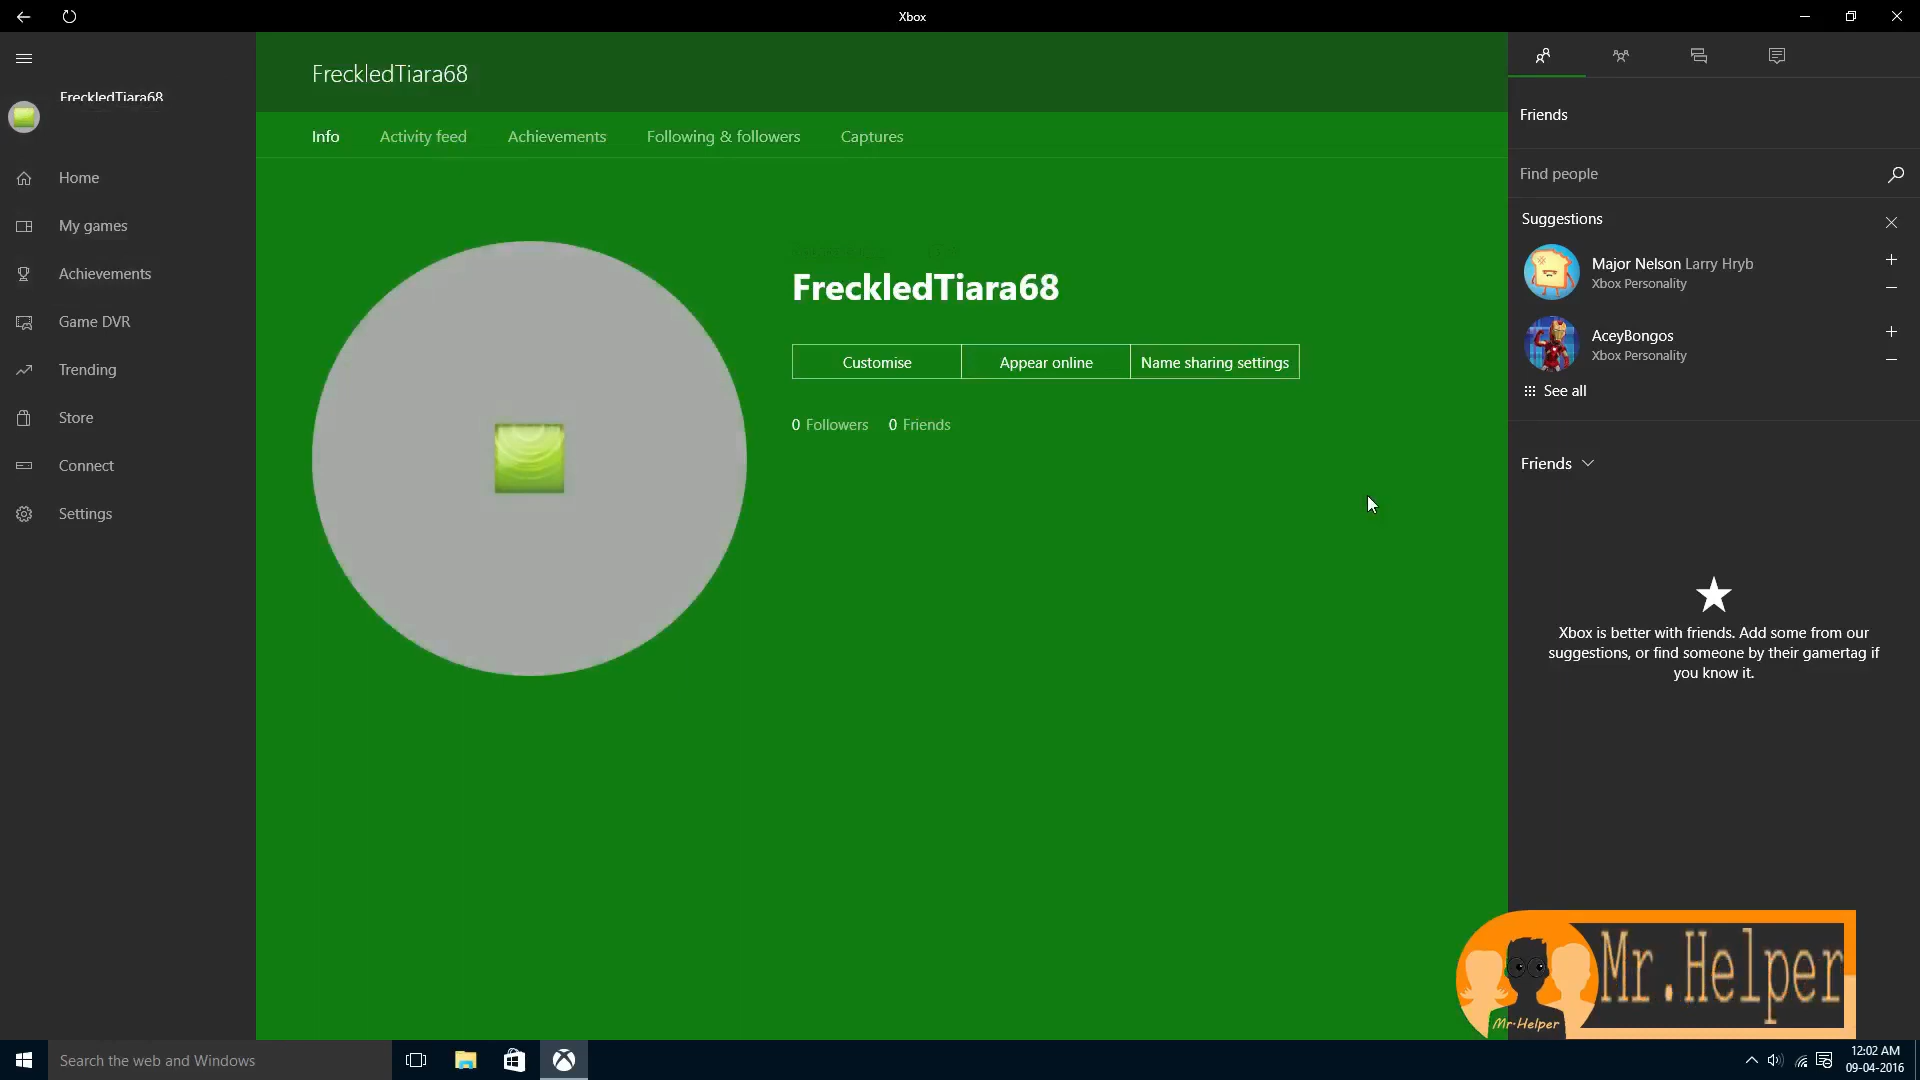 Xbox
FreckledTiara68
Home
My games
Achievements
Game DVR
Trending
Store
Connect
Settings
FreckledTiara68
Info Activity feed Achievements Following & followers Captures
FreckledTiara68
Customise Appear online Name sharing settings
0 Followers 0 Friends
Friends
Find people
Suggestions
Major Nelson Larry Hryb
Xbox Personality
AceyBongos
Xbox Personality
See all
Friends
Xbox is better with friends. Add some from our
suggestions, or find someone by their gamertag if
you know it.
Mr.Helper
Mr-Helper
Search the web and Windows
12:02 AM
09-04-2016